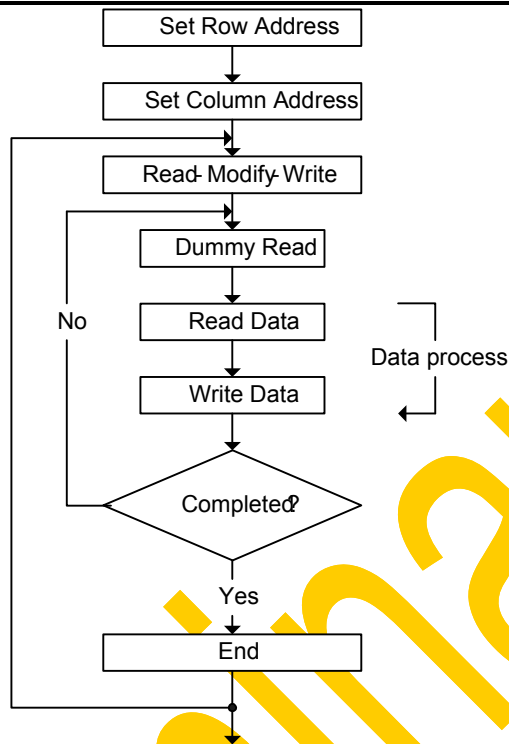 Set Row Address
Set Column Address
Read-Modify-Write
Dummy Read
No
Read Data
Data process
Write Data
Completed?
Yes
End